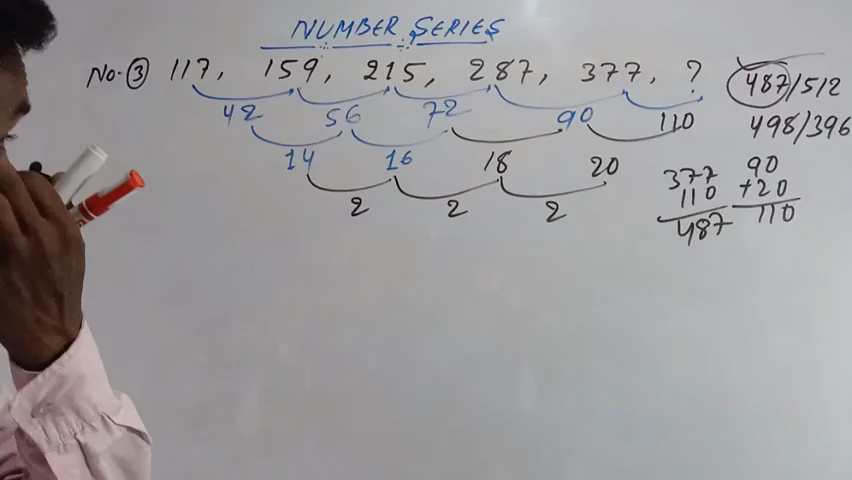 NUMBER SERIES
No. 3 117, 159, 215, 287, 377, ?
487/512
42 56 72 90 110
498/396
14 16 18 20
2 2 2
377
110
487
90
+20
110